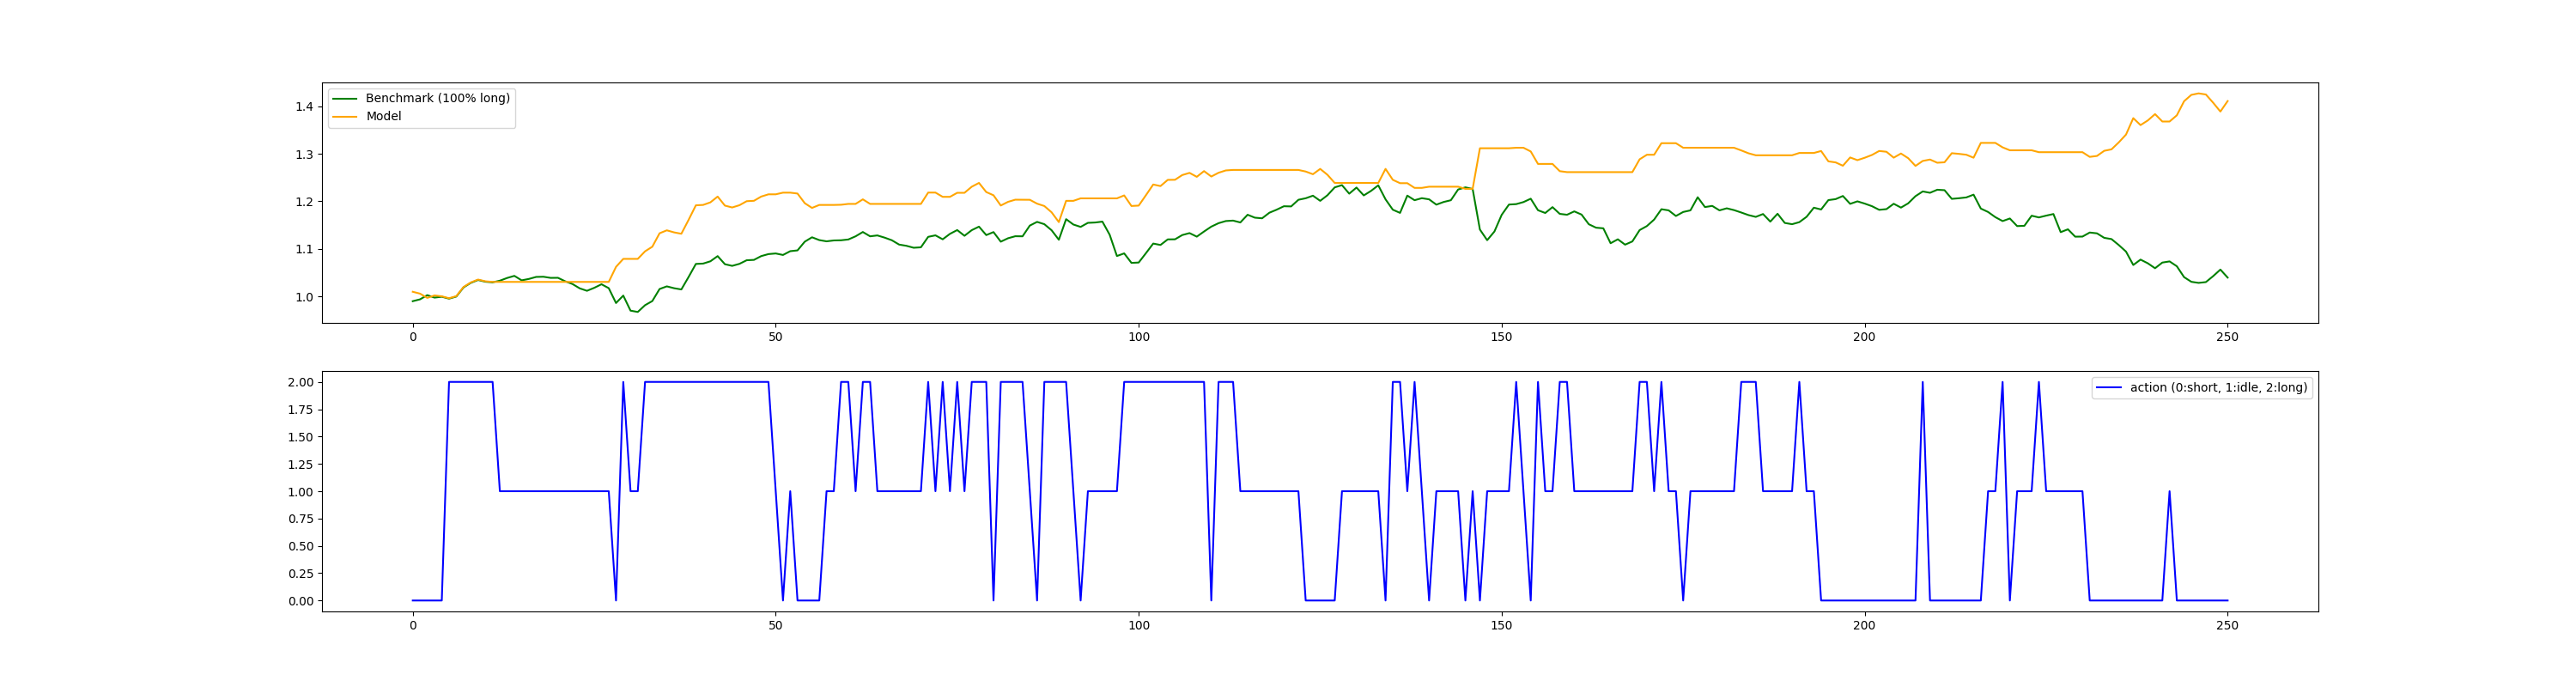 Benchmark (100% long)
Model
1.4
1.3
1.2
1.1
1.0
0 50 100 150 200 250
action (0:short, 1:idle, 2:long)
2.00
1.75
1.50
1.25
1.00
0.75
0.50
0.25
0.00
0 50 100 150 200 250